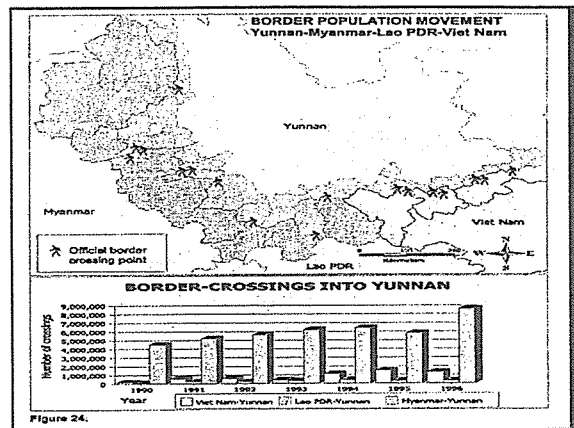 BORDER POPULATION MOVEMENT
Yunnan-Myanmar-Lao PDR-Viet Nam
Yunnan
Myanmar
Viet Nam
Official border
crossing point
Lao PDR
Kilometers
N
W
E
S
BORDER-CROSSINGS INTO YUNNAN
Number of crossings
9,000,000
8,000,000
7,000,000
6,000,000
5,000,000
4,000,000
3,000,000
2,000,000
1,000,000
0
1990
1991
1992
1993
1994
1995
1996
Year
Viet Nam-Yunnan
Lao PDR-Yunnan
Myanmar-Yunnan
Figure 24.